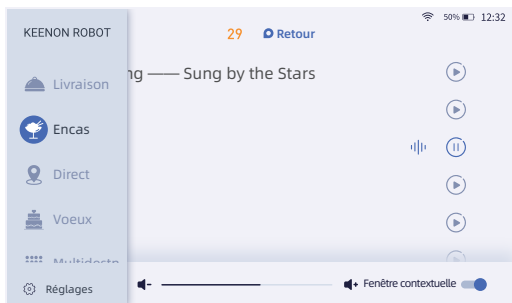 50% 12:32
KEENON ROBOT
29 Retour
ng —— Sung by the Stars
Livraison
Encas
Direct
Voeux
Multidestn
Réglages
Fenêtre contextuelle